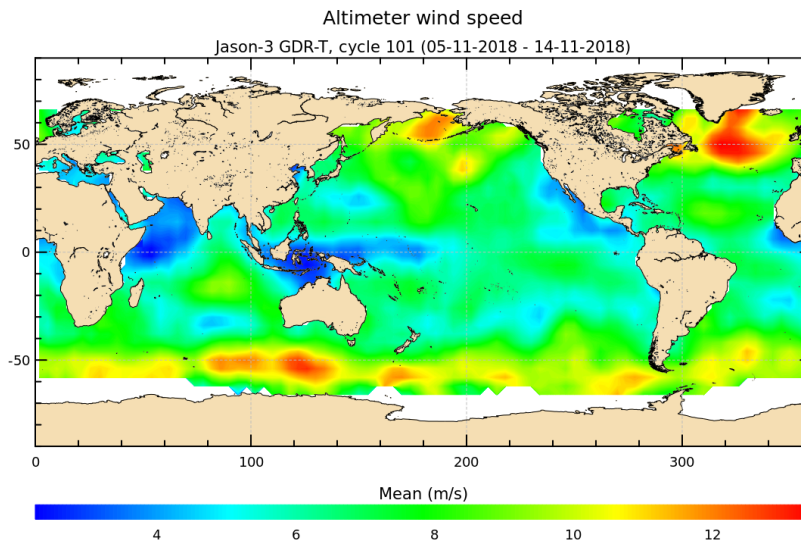 Altimeter wind speed
Jason-3 GDR-T, cycle 101 (05-11-2018 - 14-11-2018)
50
0
-50
0 100 200 300
Mean (m/s)
4 6 8 10 12